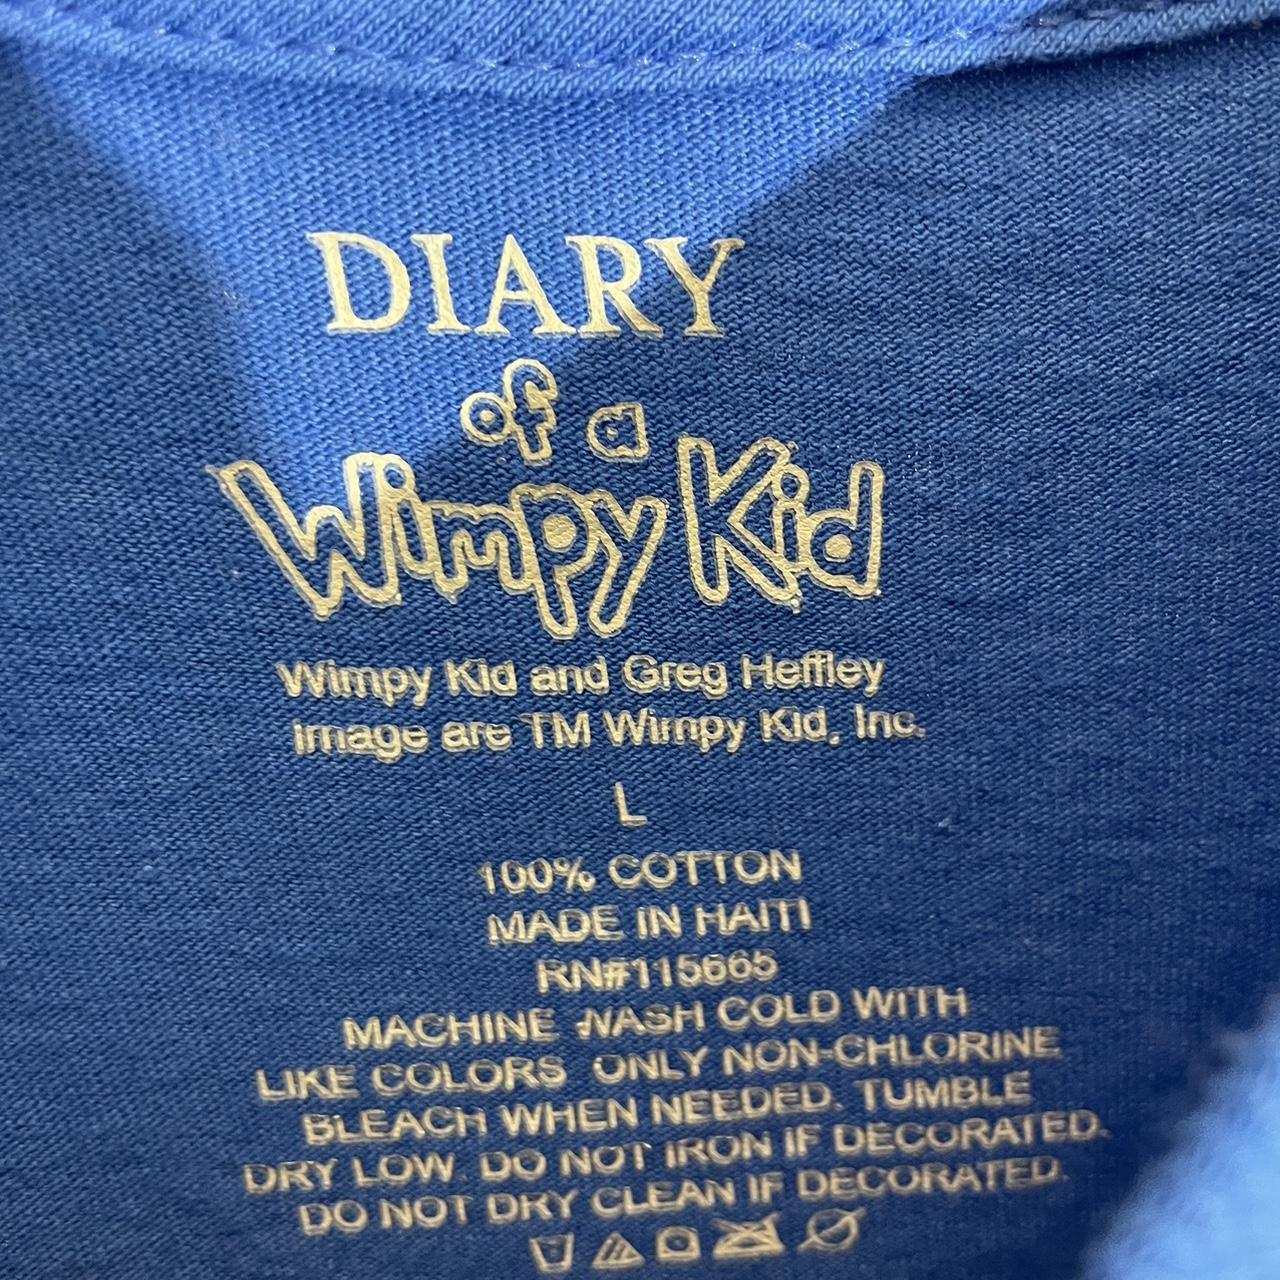 DIARY
of a
Wimpy Kid
Wimpy Kid and Greg Heffley
image are TM Wimpy Kid, Inc.
L
100% COTTON
MADE IN HAITI
RN#115665
MACHINE WASH COLD WITH
LIKE COLORS ONLY NON-CHLORINE
BLEACH WHEN NEEDED. TUMBLE
DRY LOW. DO NOT IRON IF DECORATED.
DO NOT DRY CLEAN IF DECORATED.